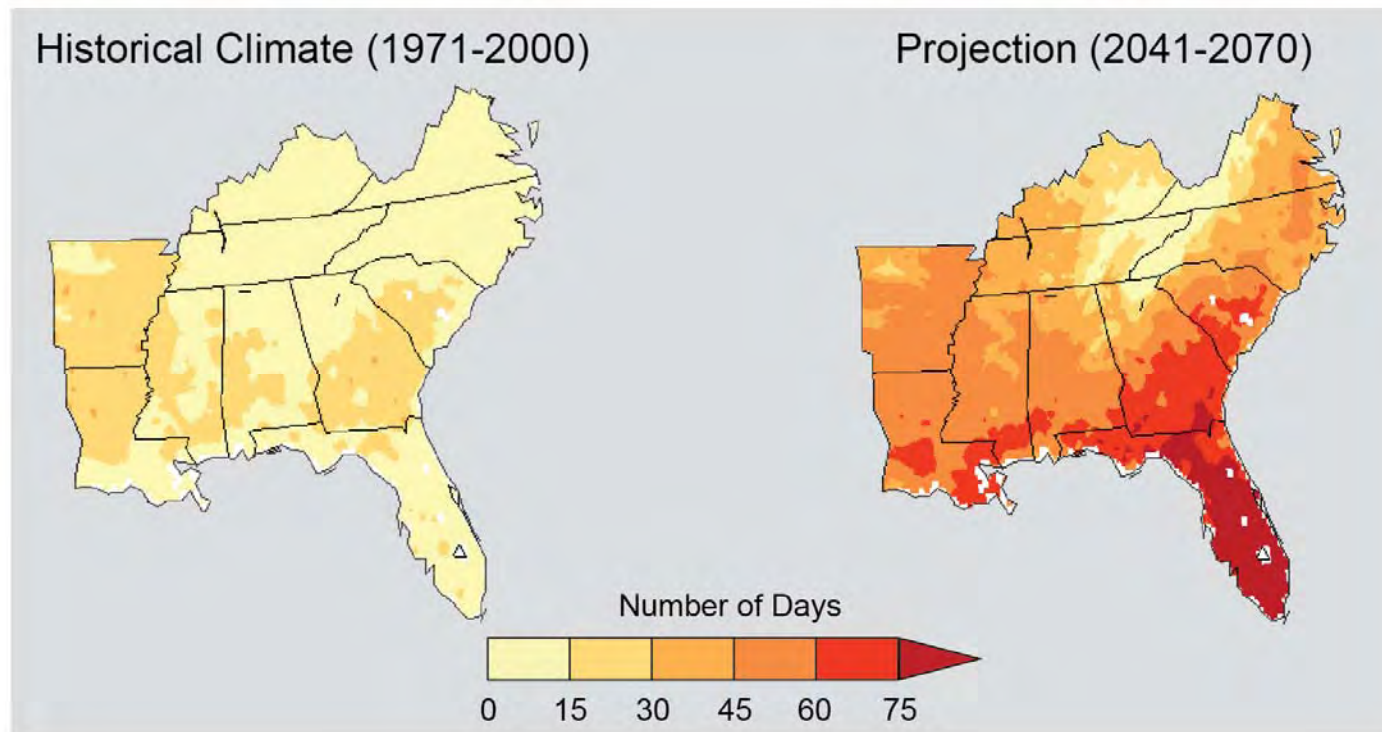 Historical Climate (1971-2000)
Projection (2041-2070)
Number of Days
0 15 30 45 60 75